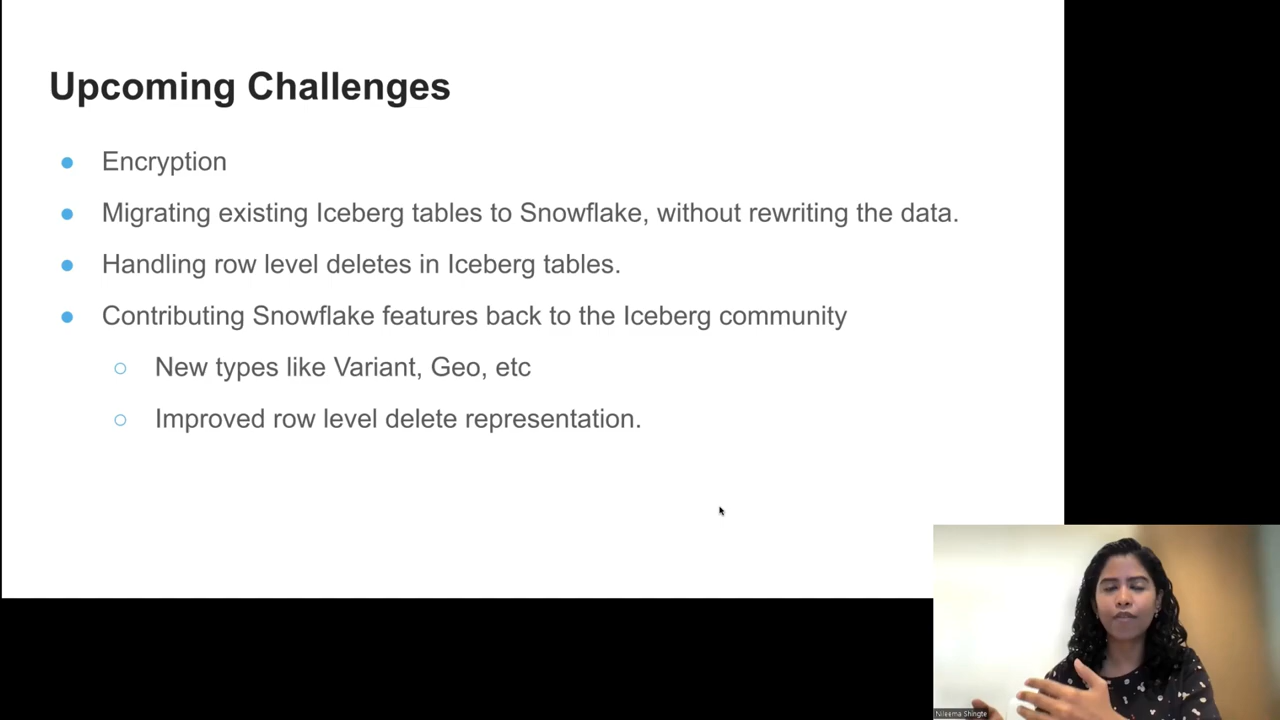 Upcoming Challenges
Encryption
Migrating existing Iceberg tables to Snowflake, without rewriting the data.
Handling row level deletes in Iceberg tables.
Contributing Snowflake features back to the Iceberg community
New types like Variant, Geo, etc
Improved row level delete representation.
Nileema Shingte